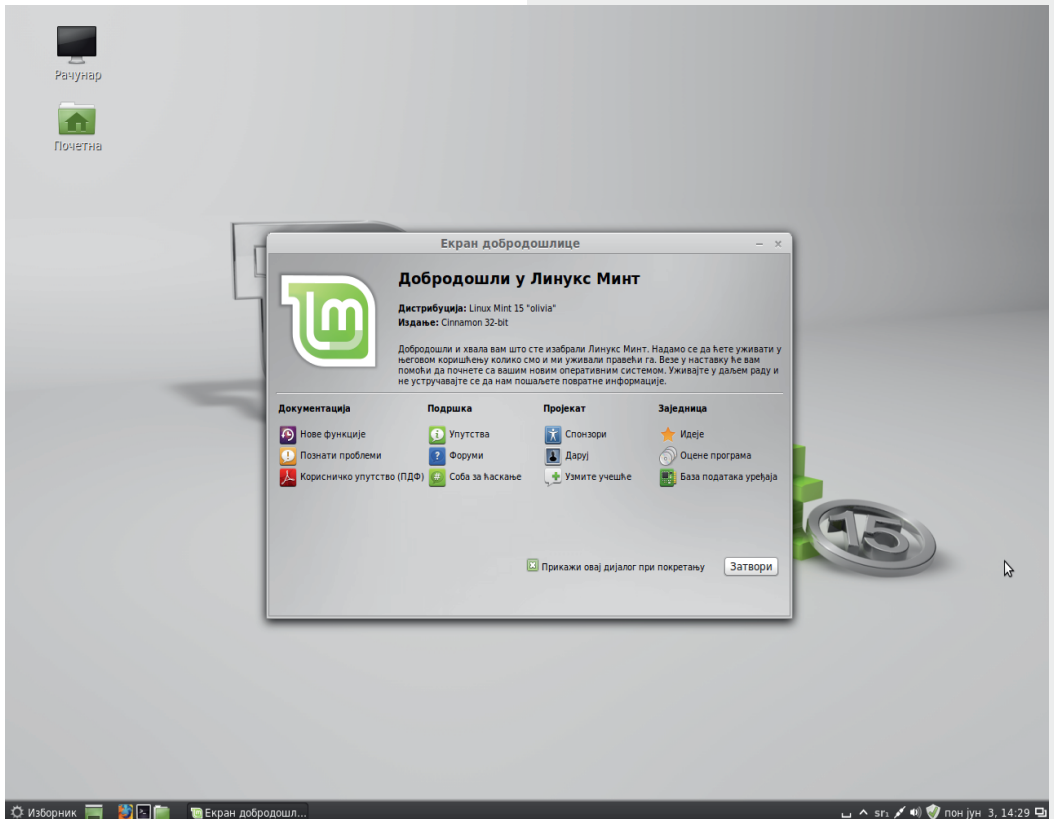 Рачунар
Почетна
Екран добродошлице
Добродошли у Линукс Минт
Дистрибуција: Linux Mint 15 "olivia"
Издање: Cinnamon 32-bit
Добродошли и хвала вам што сте изабрали Линукс Минт. Надамо се да ћете уживати у
његовом коришћењу колико смо и ми уживали правећи га. Везе у наставку ће вам
помоћи да почнете са вашим новим оперативним системом. Уживајте у даљем раду и
не устручавајте се да нам пошаљете повратне информације.
Документација Подршка Пројекат Заједница
Нове функције Упутства Спонзори Идеје
Познати проблеми Форуми Даруј Оцене програма
Корисничко упутство (ПДФ) Соба за ћаскање Узмите учешће База података уређаја
15
Прикажи овај дијалог при покретању Затвори
Изборник Екран добродошл... sr₁ пон јун 3, 14:29